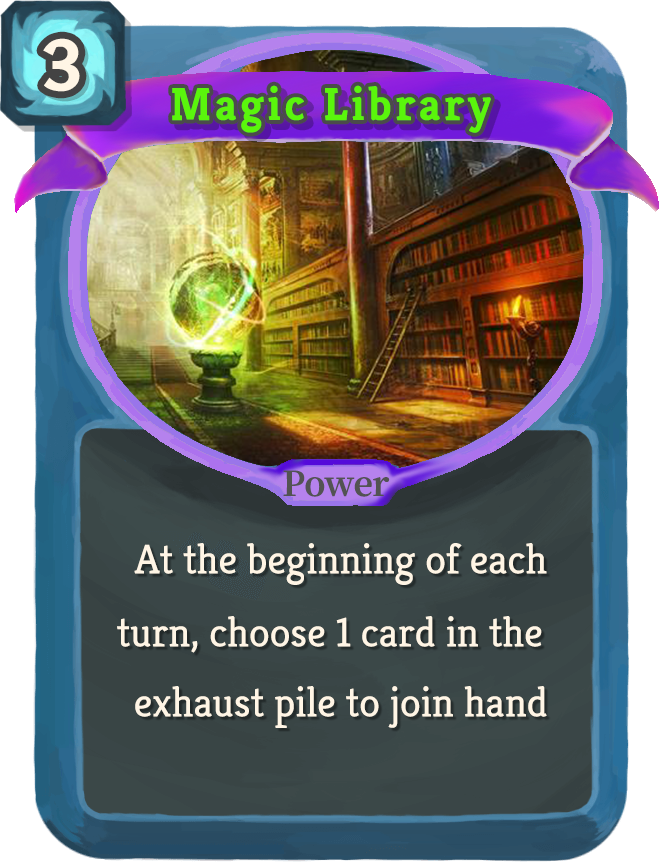 3
Magic Library
Power
At the beginning of each
turn, choose 1 card in the
exhaust pile to join hand